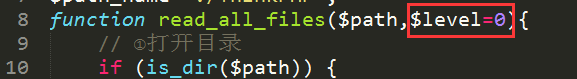 8 function read_all_files($path,$level=0){
9 // ①打开目录
10 if (is_dir($path)) {